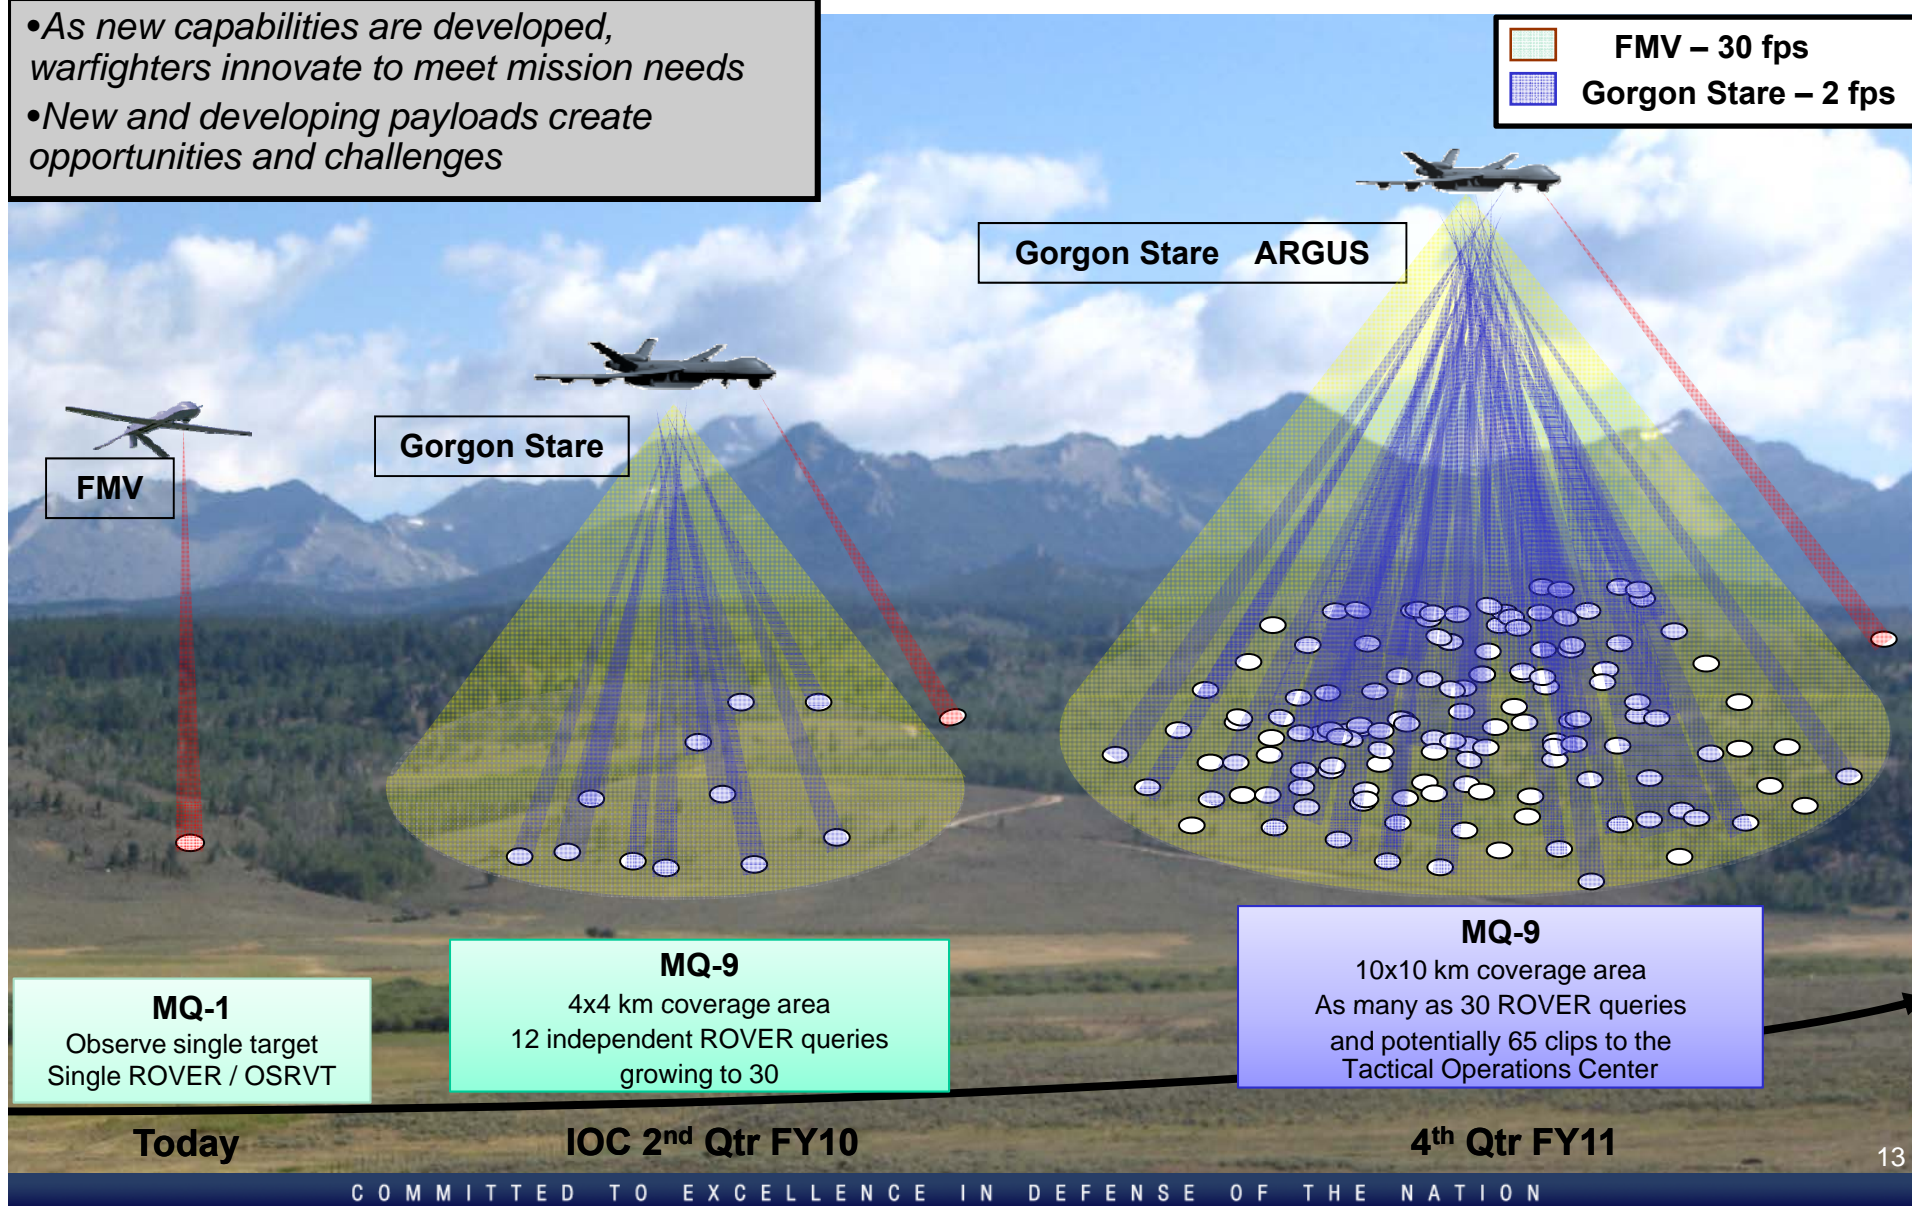 •As new capabilities are developed,
warfighters innovate to meet mission needs
•New and developing payloads create
opportunities and challenges
FMV – 30 fps
Gorgon Stare – 2 fps
Gorgon Stare ARGUS
Gorgon Stare
FMV
MQ-1
Observe single target
Single ROVER / OSRVT
MQ-9
4x4 km coverage area
12 independent ROVER queries
growing to 30
MQ-9
10x10 km coverage area
As many as 30 ROVER queries
and potentially 65 clips to the
Tactical Operations Center
Today
IOC 2nd Qtr FY10
4th Qtr FY11
13
COMMITTED TO EXCELLENCE IN DEFENSE OF THE NATION